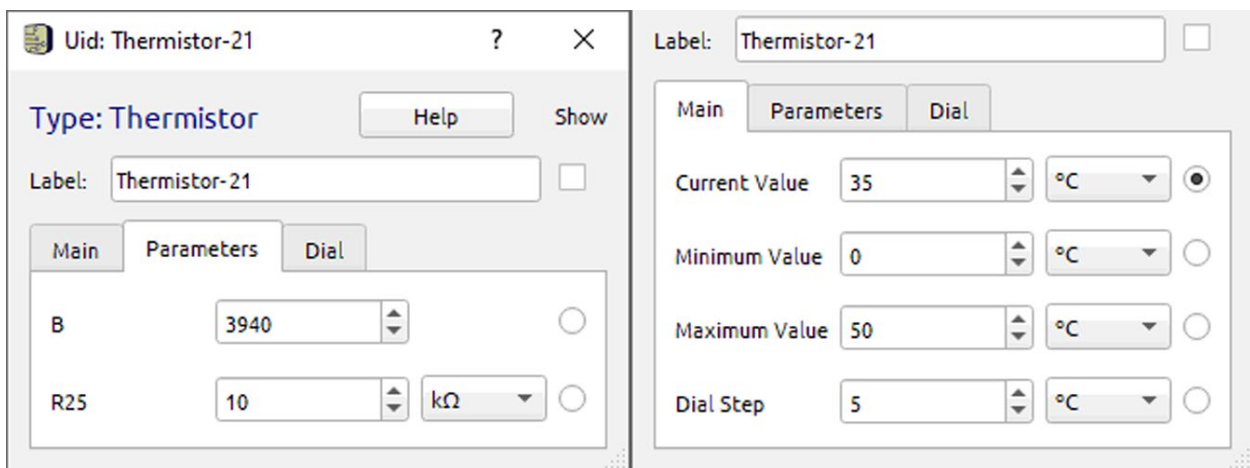 Uid: Thermistor-21 ? ×
Type: Thermistor Help Show
Label: Thermistor-21
Main Parameters Dial
B 3940
R25 10 kΩ
Label: Thermistor-21
Main Parameters Dial
Current Value 35 °C
Minimum Value 0 °C
Maximum Value 50 °C
Dial Step 5 °C